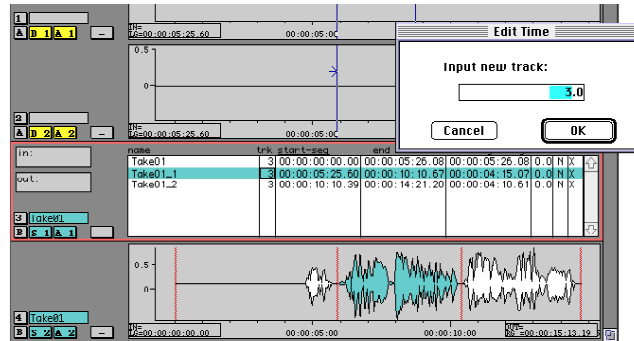 1
A D 1 A 1 -
IN=
LG=00:00:05:25.60 00:00:05:0
0.5
0
2
A D 2 A 2 -
IN=
LG=00:00:05:25.60 00:00:05:0
Edit Time
Input new track:
3.0
Cancel OK
in:
out:
name trk start-seq end
Take01 3 00:00:00:00.00 00:00:05:26.08 00:00:05:26.08 0.0 N X
Take01_1 3 00:00:05:25.60 00:00:10:10.67 00:00:04:15.07 0.0 N X
Take01_2 3 00:00:10:10.39 00:00:14:21.20 00:00:04:10.61 0.0 N X
3 Take01
B S 1 A 1
0.5
0
4 Take01
B S 2 A 2 -
IN=
LG=00:00:00:00.00 00:00:05:00 00:00:10:00 OUT=
RG=00:00:15:13.19